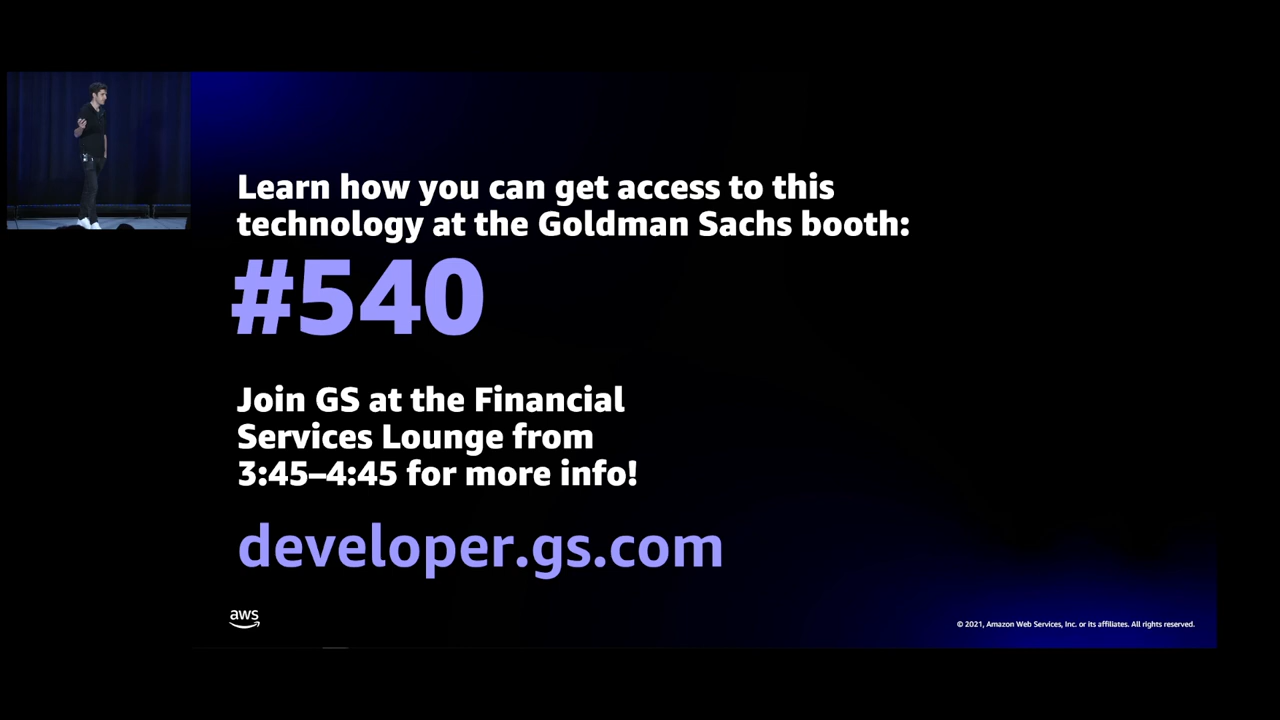 Learn how you can get access to this
technology at the Goldman Sachs booth:
#540
Join GS at the Financial
Services Lounge from
3:45–4:45 for more info!
developer.gs.com
aws
© 2021, Amazon Web Services, Inc. or its affiliates. All rights reserved.